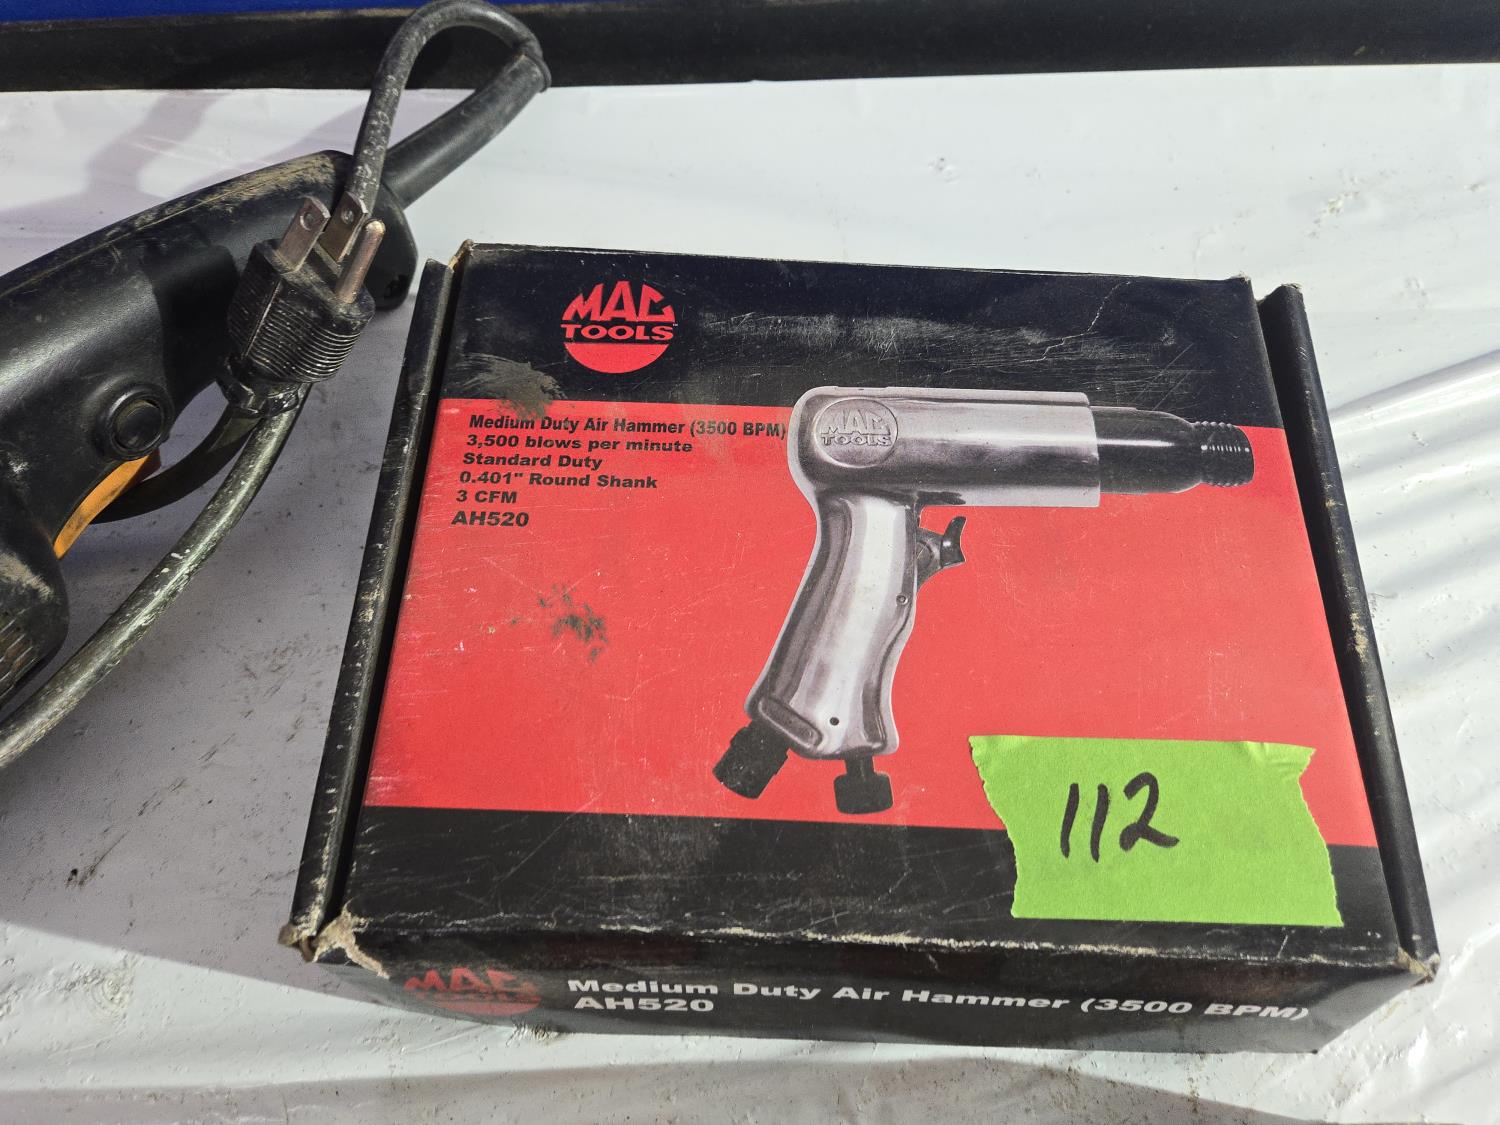 MAC
TOOLS
Medium Duty Air Hammer (3500 BPM)
3,500 blows per minute
Standard Duty
0.401" Round Shank
3 CFM
AH520
MAC
TOOLS
112
MAC
TOOLS
Medium Duty Air Hammer (3500 BPM)
AH520